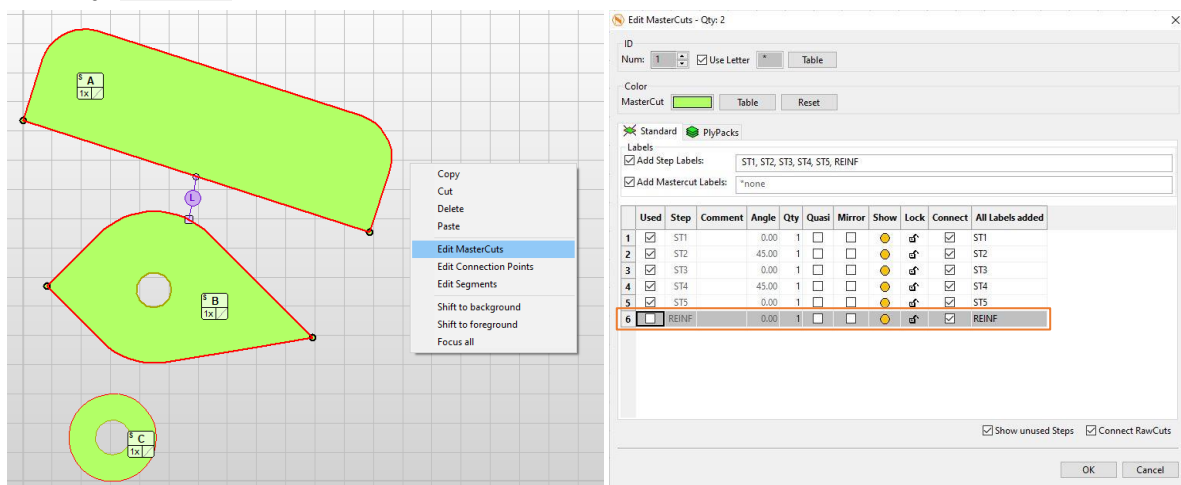 S A
1x
L
S B
1x
S C
1x
Copy
Cut
Delete
Paste
Edit MasterCuts
Edit Connection Points
Edit Segments
Shift to background
Shift to foreground
Focus all
Edit MasterCuts - Qty: 2
ID
Num: 1 Use Letter * Table
Color
MasterCut Table Reset
Standard PlyPacks
Labels
Add Step Labels: ST1, ST2, ST3, ST4, ST5, REINF
Add Mastercut Labels: *none
Used Step Comment Angle Qty Quasi Mirror Show Lock Connect All Labels added
1 ST1 0.00 1 ST1
2 ST2 45.00 1 ST2
3 ST3 0.00 1 ST3
4 ST4 45.00 1 ST4
5 ST5 0.00 1 ST5
6 REINF 0.00 1 REINF
Show unused Steps Connect RawCuts
OK Cancel